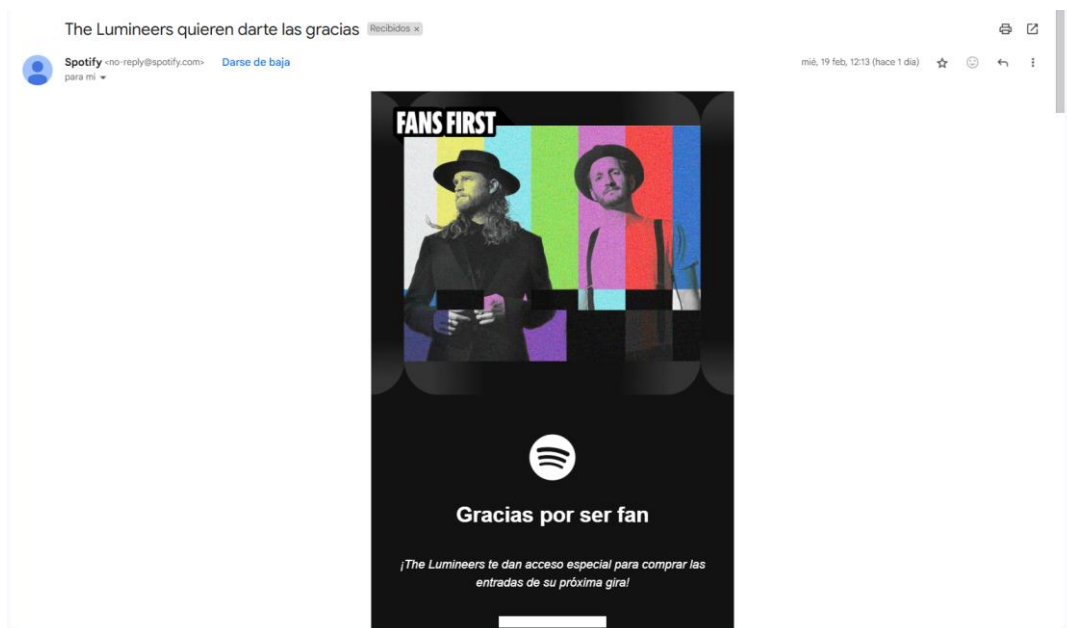 The Lumineers quieren darte las gracias Recibidos ×
Spotify <no-reply@spotify.com> Darse de baja
mié, 19 feb, 12:13 (hace 1 día)
para mí
FANS FIRST
Gracias por ser fan
¡The Lumineers te dan acceso especial para comprar las
entradas de su próxima gira!